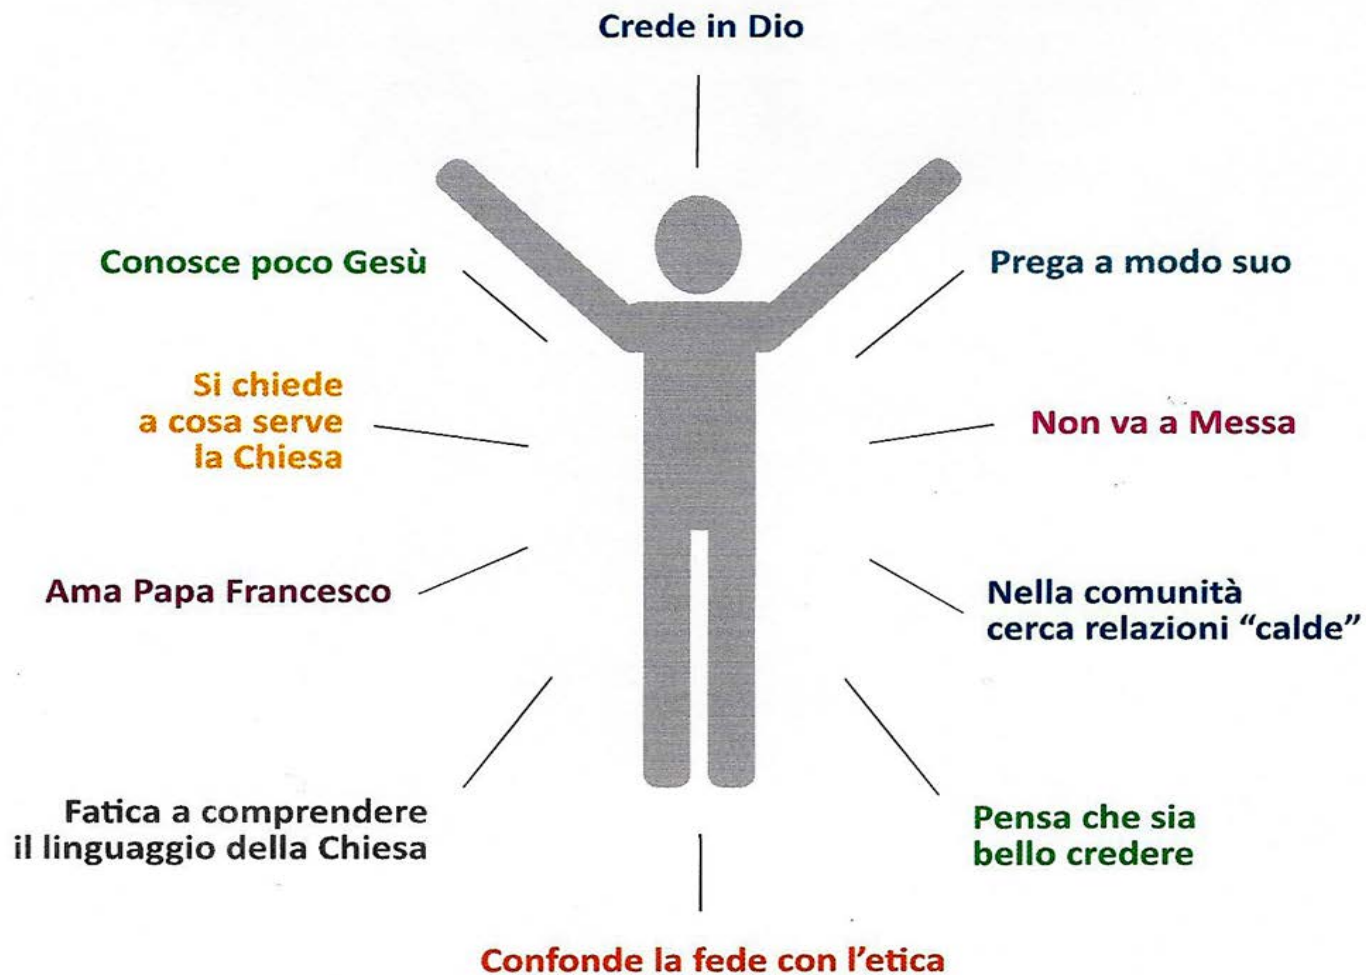 Crede in Dio
Conosce poco Gesù
Prega a modo suo
Si chiede
a cosa serve
la Chiesa
Non va a Messa
Ama Papa Francesco
Nella comunità
cerca relazioni “calde”
Fatica a comprendere
il linguaggio della Chiesa
Pensa che sia
bello credere
Confonde la fede con l'etica